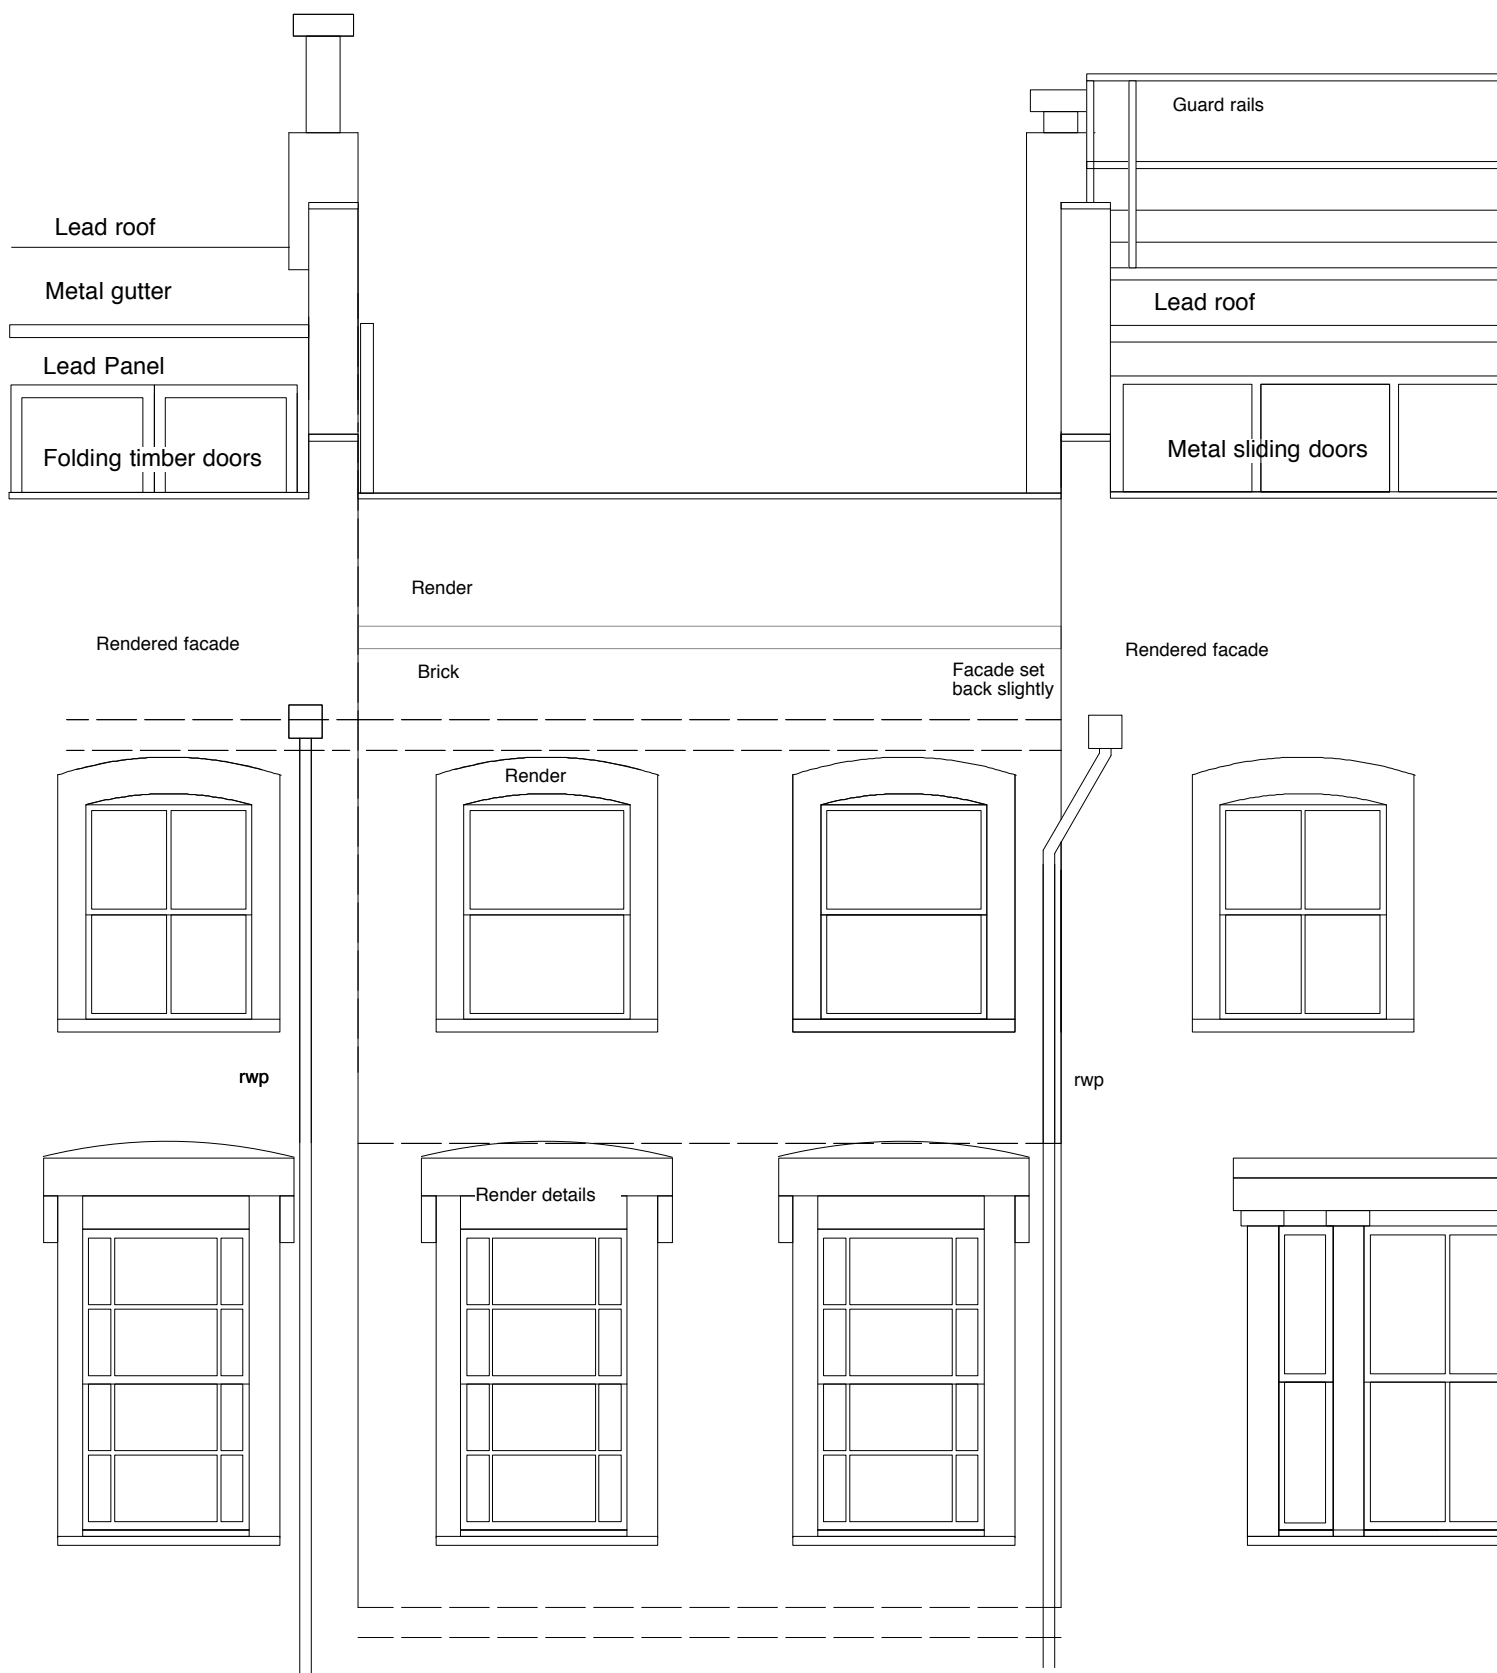 Guard rails
Lead roof
Metal gutter
Lead roof
Lead Panel
Folding timber doors
Metal sliding doors
Render
Rendered facade
Rendered facade
Brick
Facade set
back slightly
Render
rwp
rwp
Render details